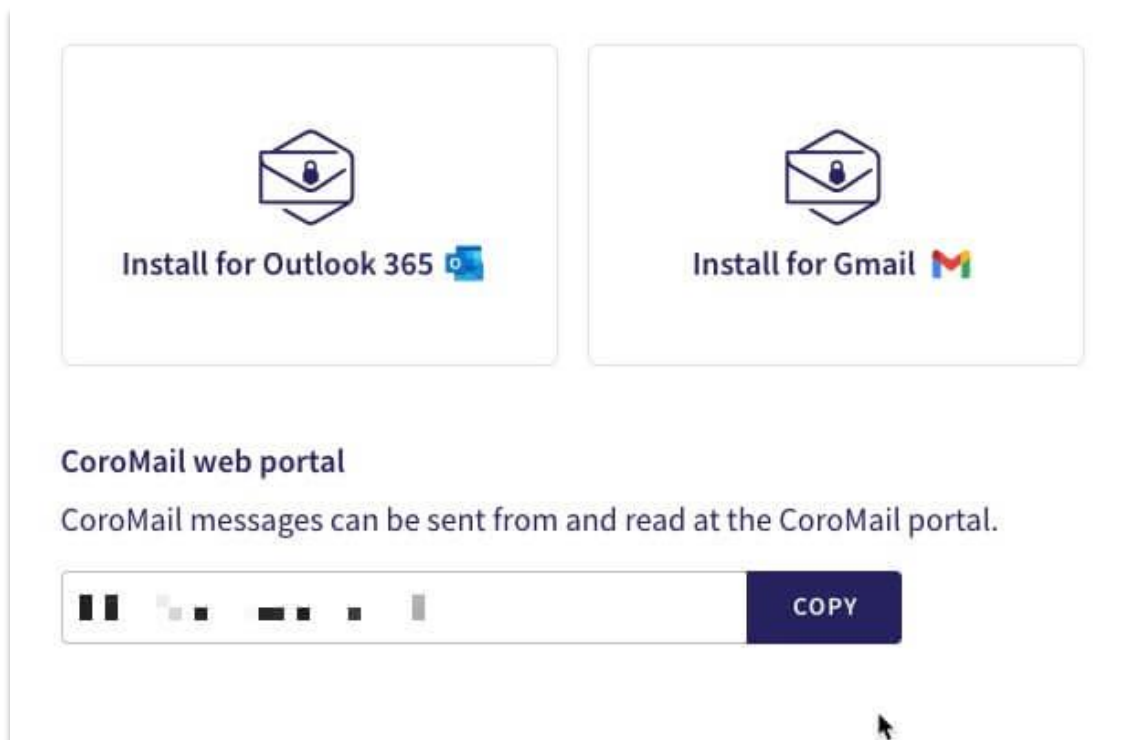 Install for Outlook 365
Install for Gmail
CoroMail web portal
CoroMail messages can be sent from and read at the CoroMail portal.
COPY